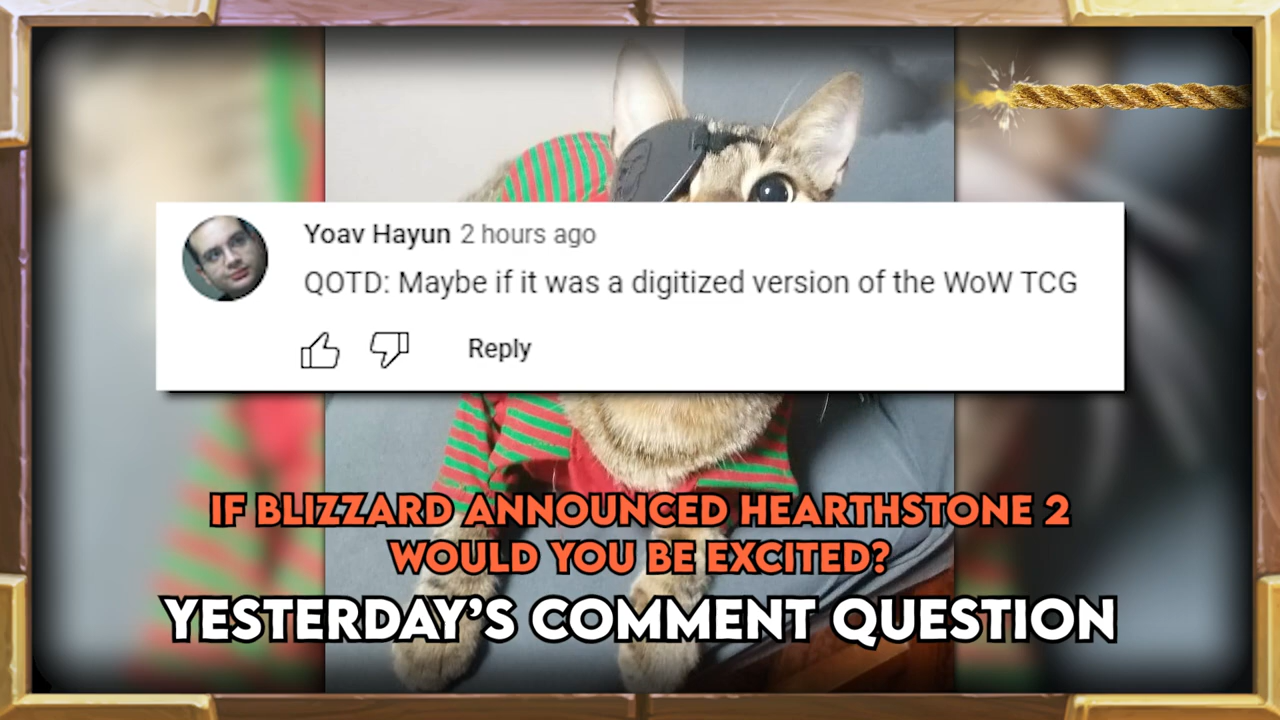 Yoav Hayun 2 hours ago
QOTD: Maybe if it was a digitized version of the WoW TCG
Reply
IF BLIZZARD ANNOUNCED HEARTHSTONE 2
WOULD YOU BE EXCITED?
YESTERDAY'S COMMENT QUESTION